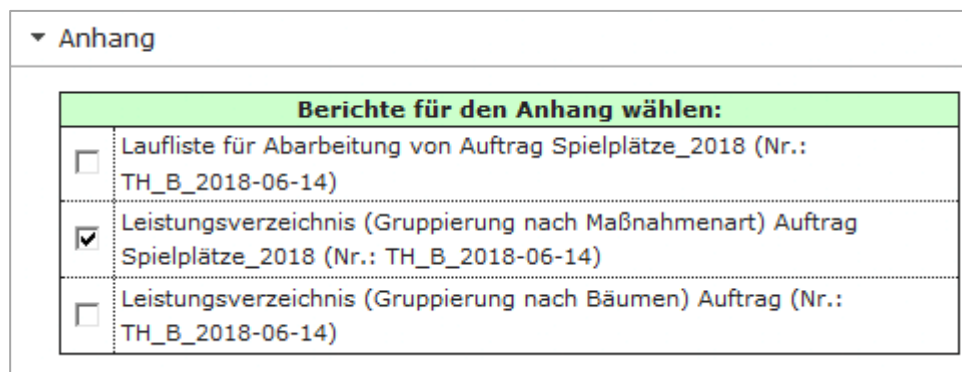 Anhang
Berichte für den Anhang wählen:
Laufliste für Abarbeitung von Auftrag Spielplätze_2018 (Nr.:
TH_B_2018-06-14)
Leistungsverzeichnis (Gruppierung nach Maßnahmenart) Auftrag
Spielplätze_2018 (Nr.: TH_B_2018-06-14)
Leistungsverzeichnis (Gruppierung nach Bäumen) Auftrag (Nr.:
TH_B_2018-06-14)